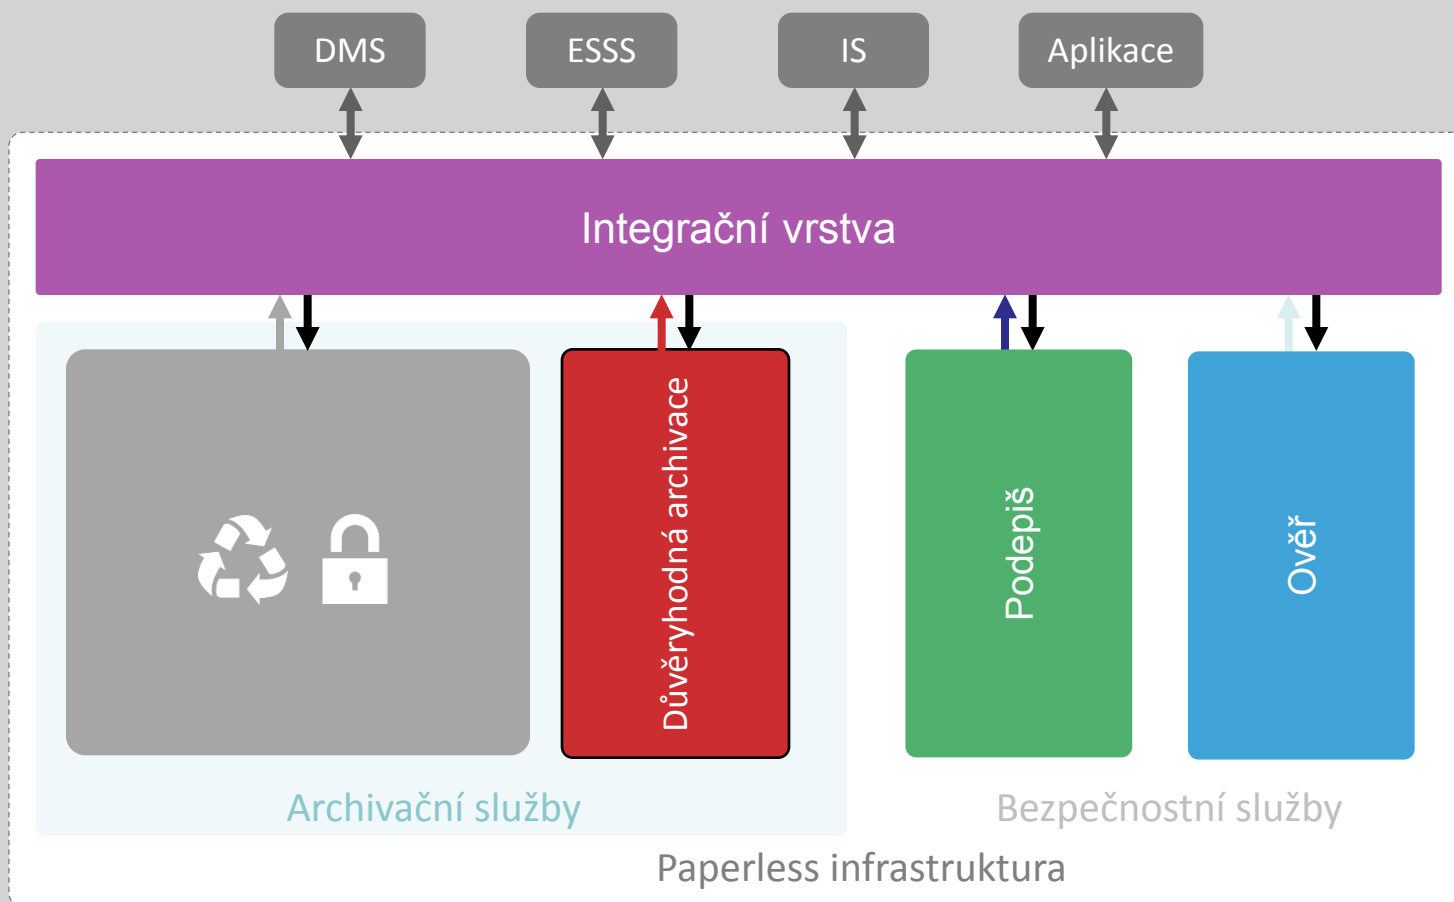 DMS
ESSS
IS
Aplikace
Integrační vrstva
Důvěryhodná archivace
Podepiš
Ověř
Archivační služby
Bezpečnostní služby
Paperless infrastruktura